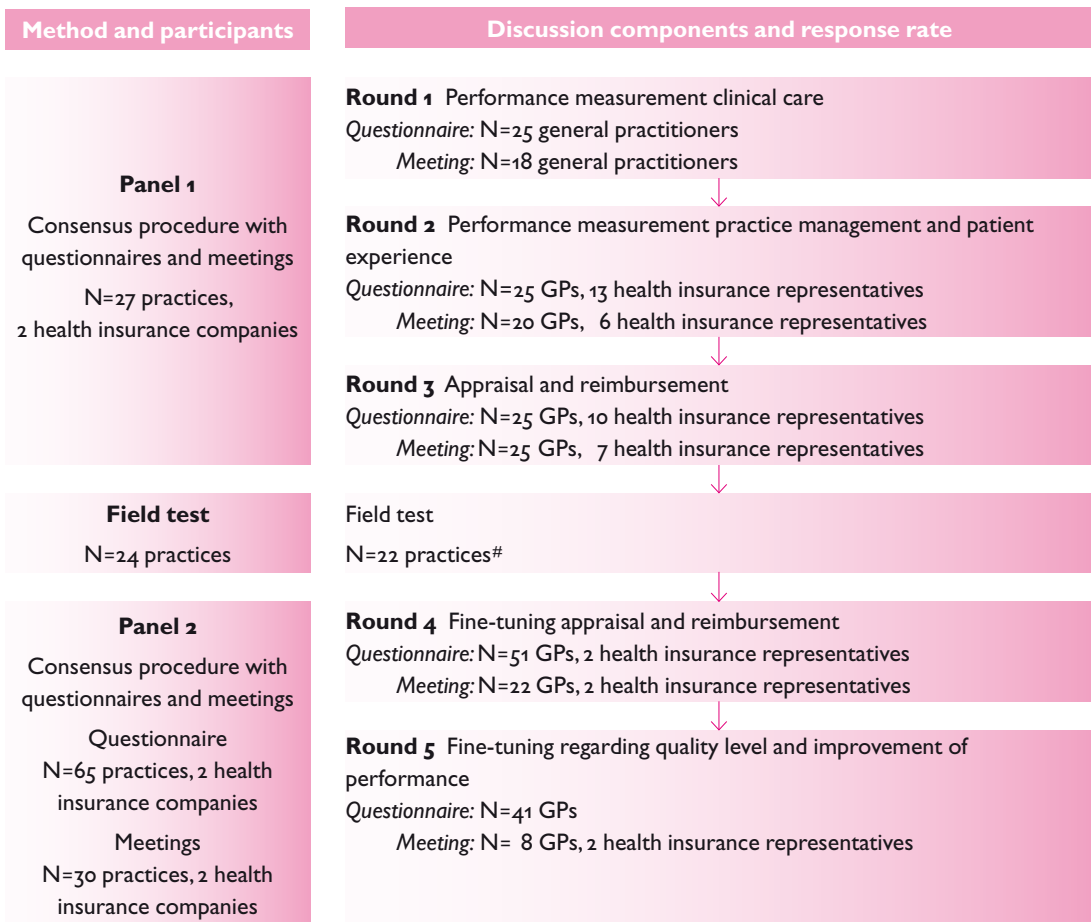 Method and participants
Discussion components and response rate
Panel 1
Consensus procedure with
questionnaires and meetings
N=27 practices,
2 health insurance companies
Round 1 Performance measurement clinical care
Questionnaire: N=25 general practitioners
Meeting: N=18 general practitioners
Round 2 Performance measurement practice management and patient
experience
Questionnaire: N=25 GPs, 13 health insurance representatives
Meeting: N=20 GPs, 6 health insurance representatives
Round 3 Appraisal and reimbursement
Questionnaire: N=25 GPs, 10 health insurance representatives
Meeting: N=25 GPs, 7 health insurance representatives
Field test
N=24 practices
Field test
N=22 practices#
Panel 2
Consensus procedure with
questionnaires and meetings
Questionnaire
N=65 practices, 2 health
insurance companies
Meetings
N=30 practices, 2 health
insurance companies
Round 4 Fine-tuning appraisal and reimbursement
Questionnaire: N=51 GPs, 2 health insurance representatives
Meeting: N=22 GPs, 2 health insurance representatives
Round 5 Fine-tuning regarding quality level and improvement of
performance
Questionnaire: N=41 GPs
Meeting: N= 8 GPs, 2 health insurance representatives